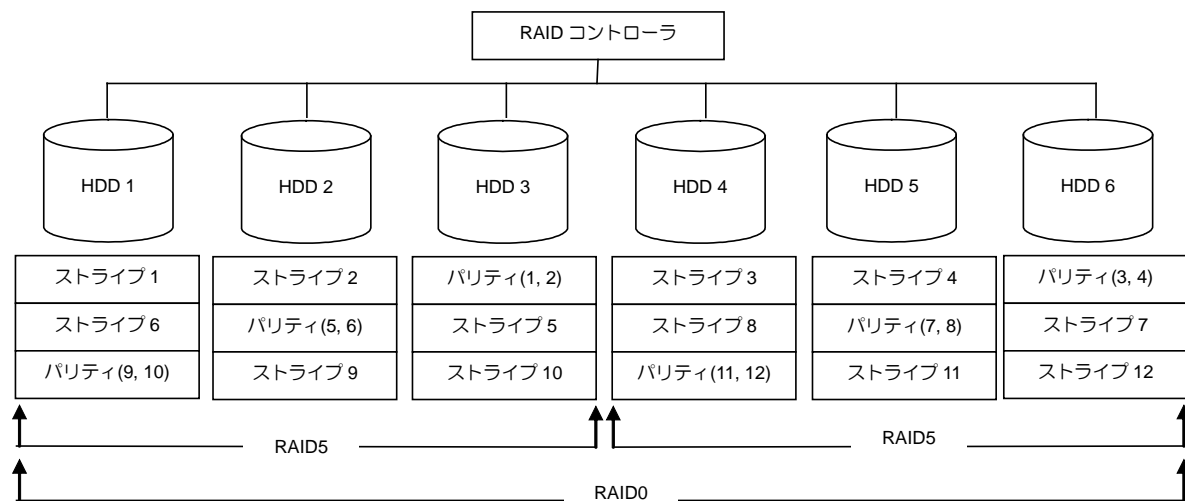 RAID コントローラ
HDD 1
HDD 2
HDD 3
HDD 4
HDD 5
HDD 6
ストライプ 1
ストライプ 2
パリティ(1, 2)
ストライプ 3
ストライプ 4
パリティ(3, 4)
ストライプ 6
パリティ(5, 6)
ストライプ 5
ストライプ 8
パリティ(7, 8)
ストライプ 7
パリティ(9, 10)
ストライプ 9
ストライプ 10
パリティ(11, 12)
ストライプ 11
ストライプ 12
RAID5
RAID5
RAID0